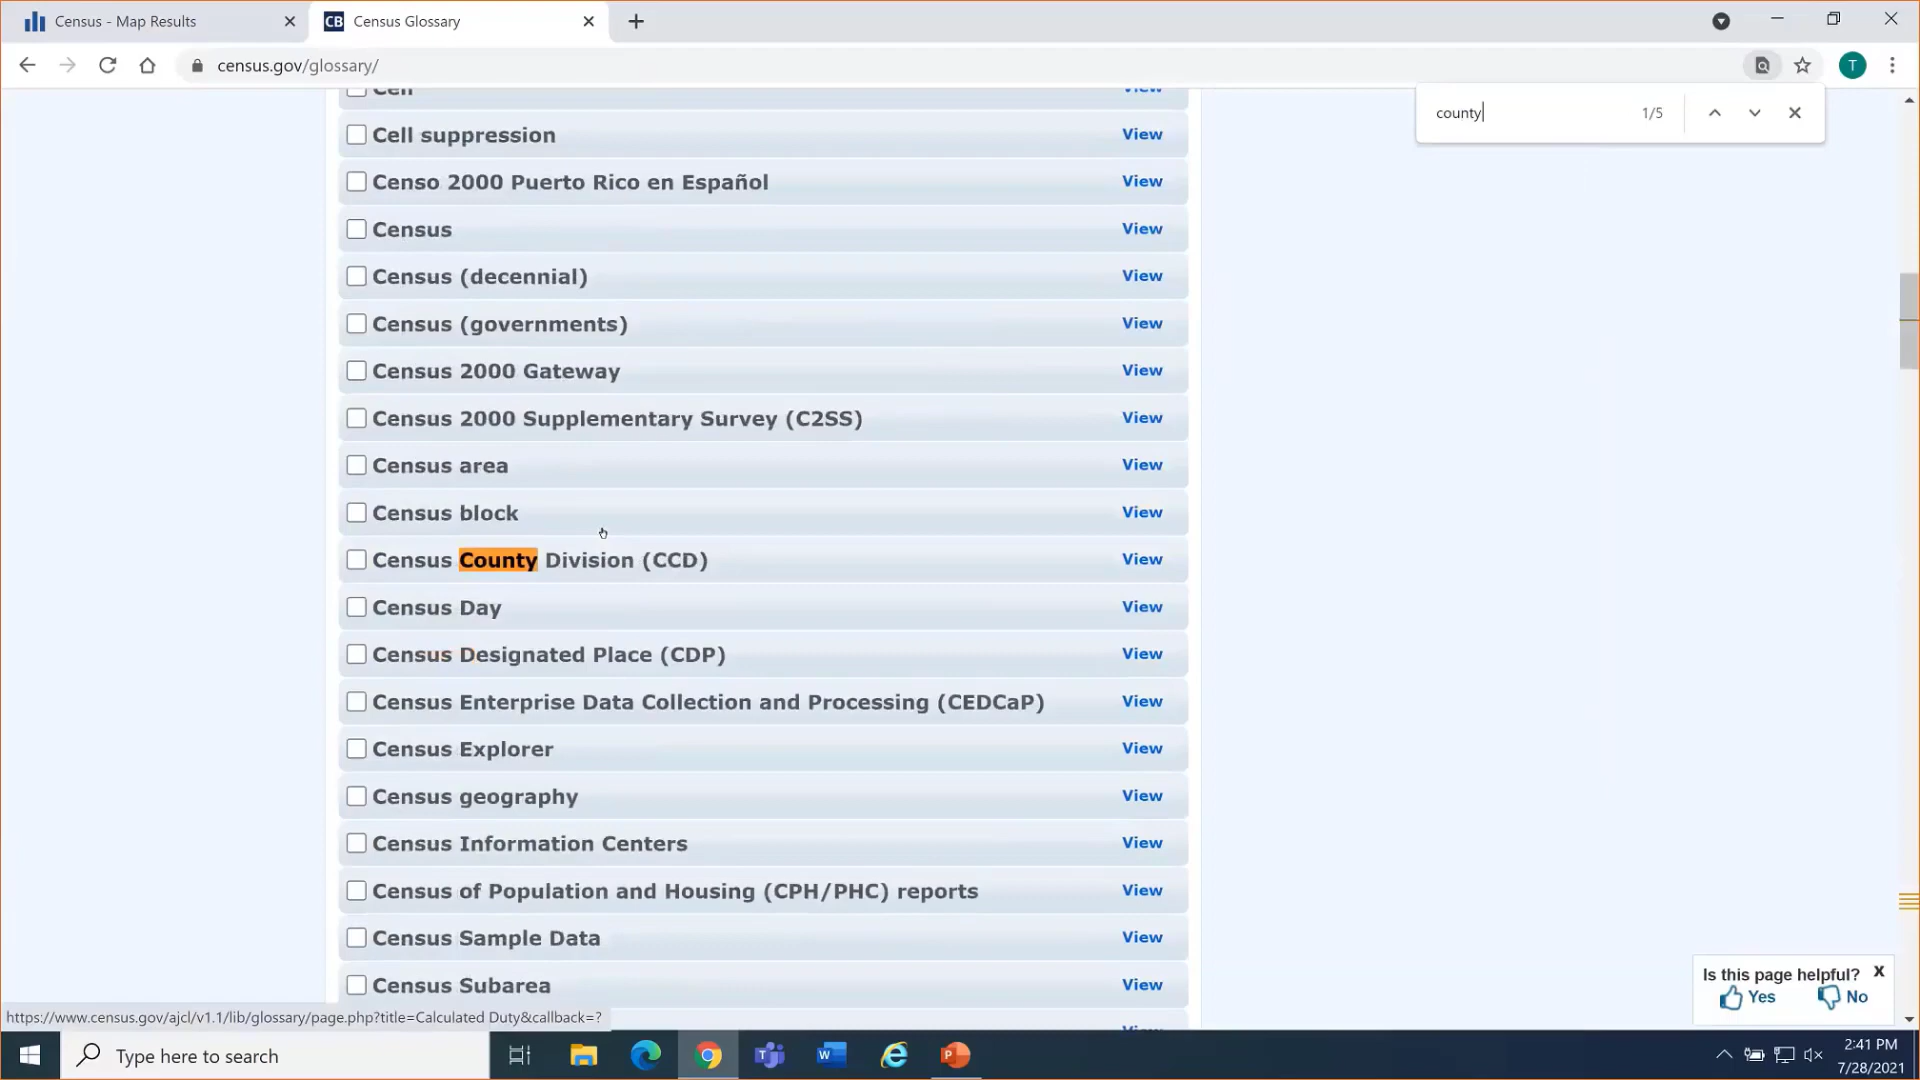 Census - Map Results
CB Census Glossary
census.gov/glossary/
T
county 1/5
Cell View
Cell suppression View
Censo 2000 Puerto Rico en Español View
Census View
Census (decennial) View
Census (governments) View
Census 2000 Gateway View
Census 2000 Supplementary Survey (C2SS) View
Census area View
Census block View
Census County Division (CCD) View
Census Day View
Census Designated Place (CDP) View
Census Enterprise Data Collection and Processing (CEDCaP) View
Census Explorer View
Census geography View
Census Information Centers View
Census of Population and Housing (CPH/PHC) reports View
Census Sample Data View
Census Subarea View
Is this page helpful? X
Yes No
https://www.census.gov/ajcl/v1.1/lib/glossary/page.php?title=Calculated Duty&callback=?
Type here to search
2:41 PM
7/28/2021